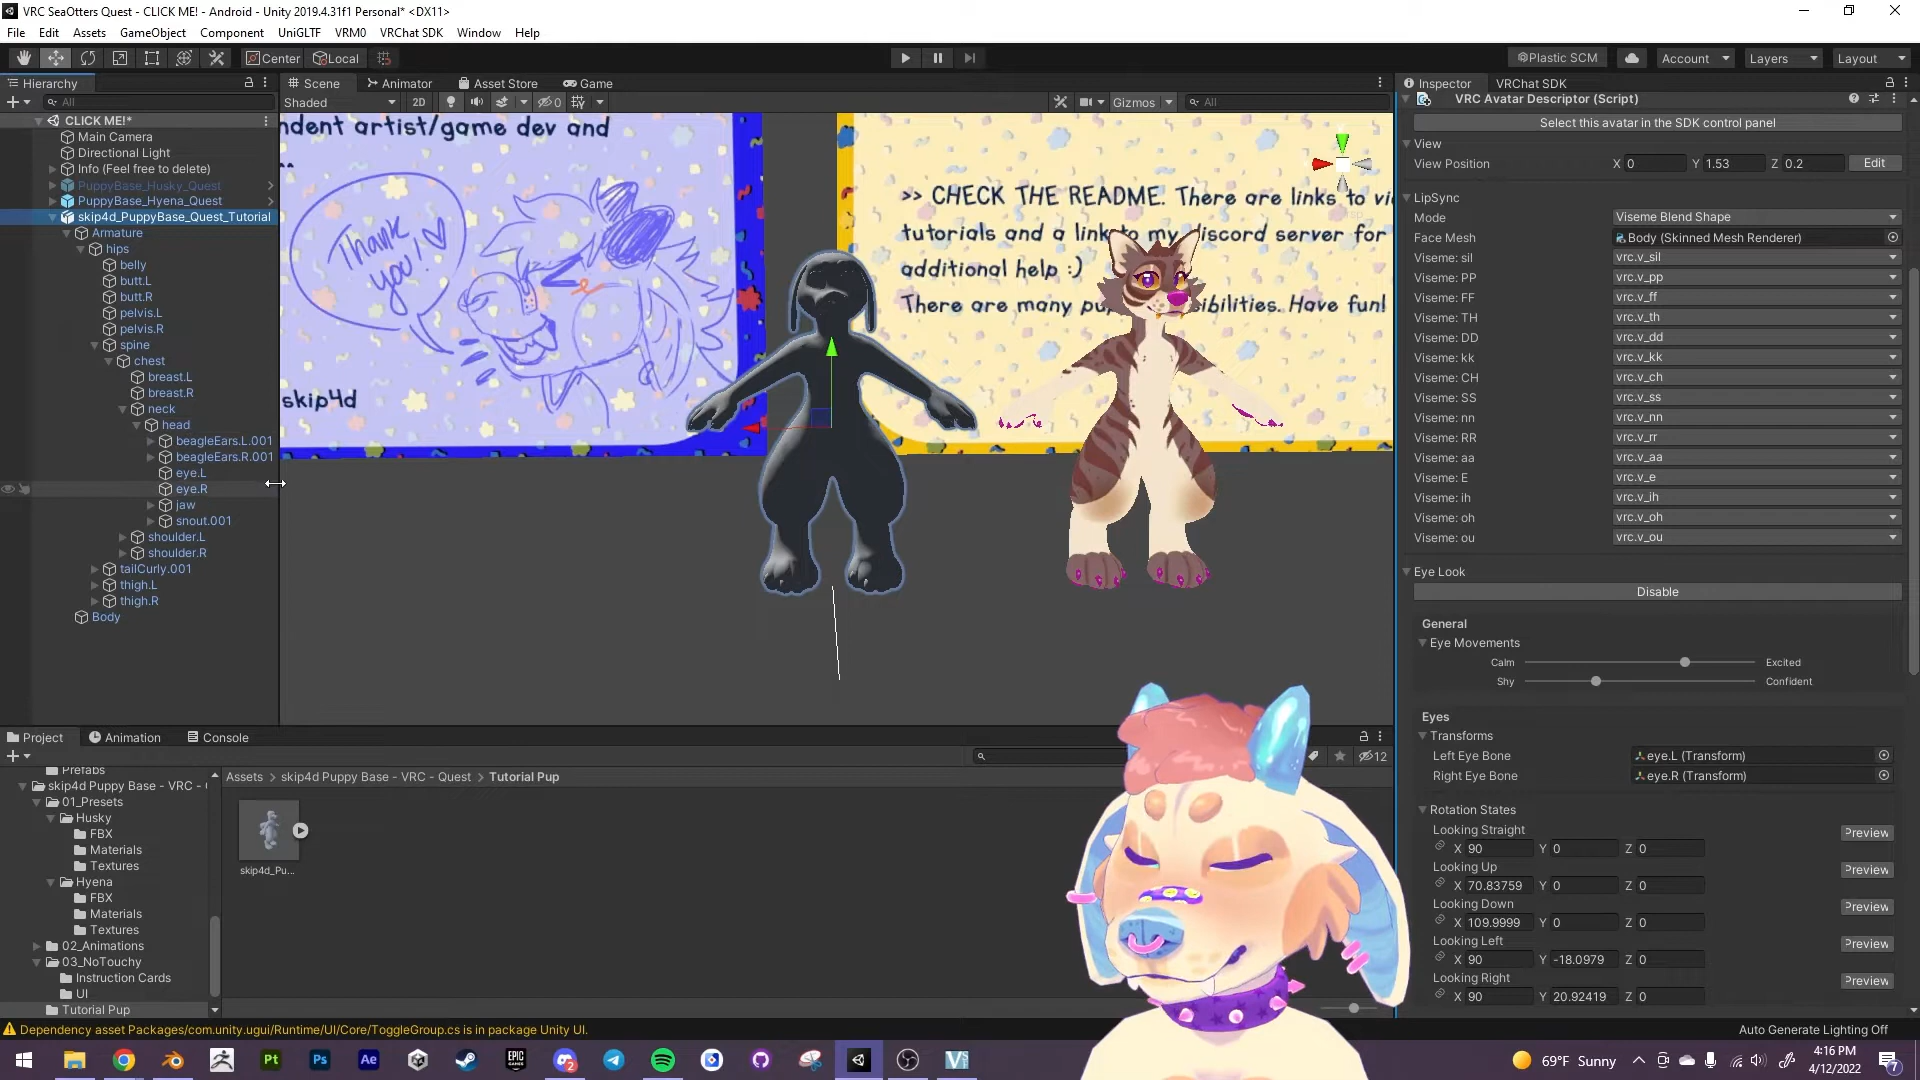 VRC SeaOtters Quest - CLICK ME! - Android - Unity 2019.4.31f1 Personal* <DX11>
File Edit Assets GameObject Component UniGLTF VRM0 VRChat SDK Window Help
Center Local
Plastic SCM Account Layers Layout
Hierarchy
All
CLICK ME!*
Main Camera
Directional Light
Info (Feel free to delete)
PuppyBase_Husky_Quest
PuppyBase_Hyena_Quest
skip4d_PuppyBase_Quest_Tutorial
Armature
hips
belly
butt.L
butt.R
pelvis.L
pelvis.R
spine
chest
breast.L
breast.R
neck
head
beagleEars.L.001
beagleEars.R.001
eye.L
eye.R
jaw
snout.001
shoulder.L
shoulder.R
tailCurly.001
thigh.L
thigh.R
Body
Scene Animator Asset Store Game
Shaded 2D 0 Gizmos All
ndent artist/game dev and
Thank
you!
skip4d
>> CHECK THE README. There are links to vi
tutorials and a link to my discord server for
additional help :)
There are many pu ibilities. Have fun!
Inspector VRChat SDK
VRC Avatar Descriptor (Script)
Select this avatar in the SDK control panel
View
View Position X 0 Y 1.53 Z 0.2 Edit
LipSync
Mode Viseme Blend Shape
Face Mesh Body (Skinned Mesh Renderer)
Viseme: sil vrc.v_sil
Viseme: PP vrc.v_pp
Viseme: FF vrc.v_ff
Viseme: TH vrc.v_th
Viseme: DD vrc.v_dd
Viseme: kk vrc.v_kk
Viseme: CH vrc.v_ch
Viseme: SS vrc.v_ss
Viseme: nn vrc.v_nn
Viseme: RR vrc.v_rr
Viseme: aa vrc.v_aa
Viseme: E vrc.v_e
Viseme: ih vrc.v_ih
Viseme: oh vrc.v_oh
Viseme: ou vrc.v_ou
Eye Look
Disable
General
Eye Movements
Calm Excited
Shy Confident
Eyes
Transforms
Left Eye Bone eye.L (Transform)
Right Eye Bone eye.R (Transform)
Rotation States
Looking Straight
X 90 Y 0 Z 0 Preview
Looking Up
X 70.83759 Y 0 Z 0 Preview
Looking Down
X 109.9999 Y 0 Z 0 Preview
Looking Left
X 90 Y -18.0979 Z 0 Preview
Looking Right
X 90 Y 20.92419 Z 0 Preview
Project Animation Console
12
Prefabs
skip4d Puppy Base - VRC - (
01_Presets
Husky
FBX
Materials
Textures
Hyena
FBX
Materials
Textures
02_Animations
03_NoTouchy
Instruction Cards
UI
Tutorial Pup
Assets > skip4d Puppy Base - VRC - Quest > Tutorial Pup
skip4d_Pu...
Dependency asset Packages/com.unity.ugui/Runtime/UI/Core/ToggleGroup.cs is in package Unity UI.
Auto Generate Lighting Off
Pt Ps Ae EPIC GAMES 2
69°F Sunny
4:16 PM
4/12/2022
7